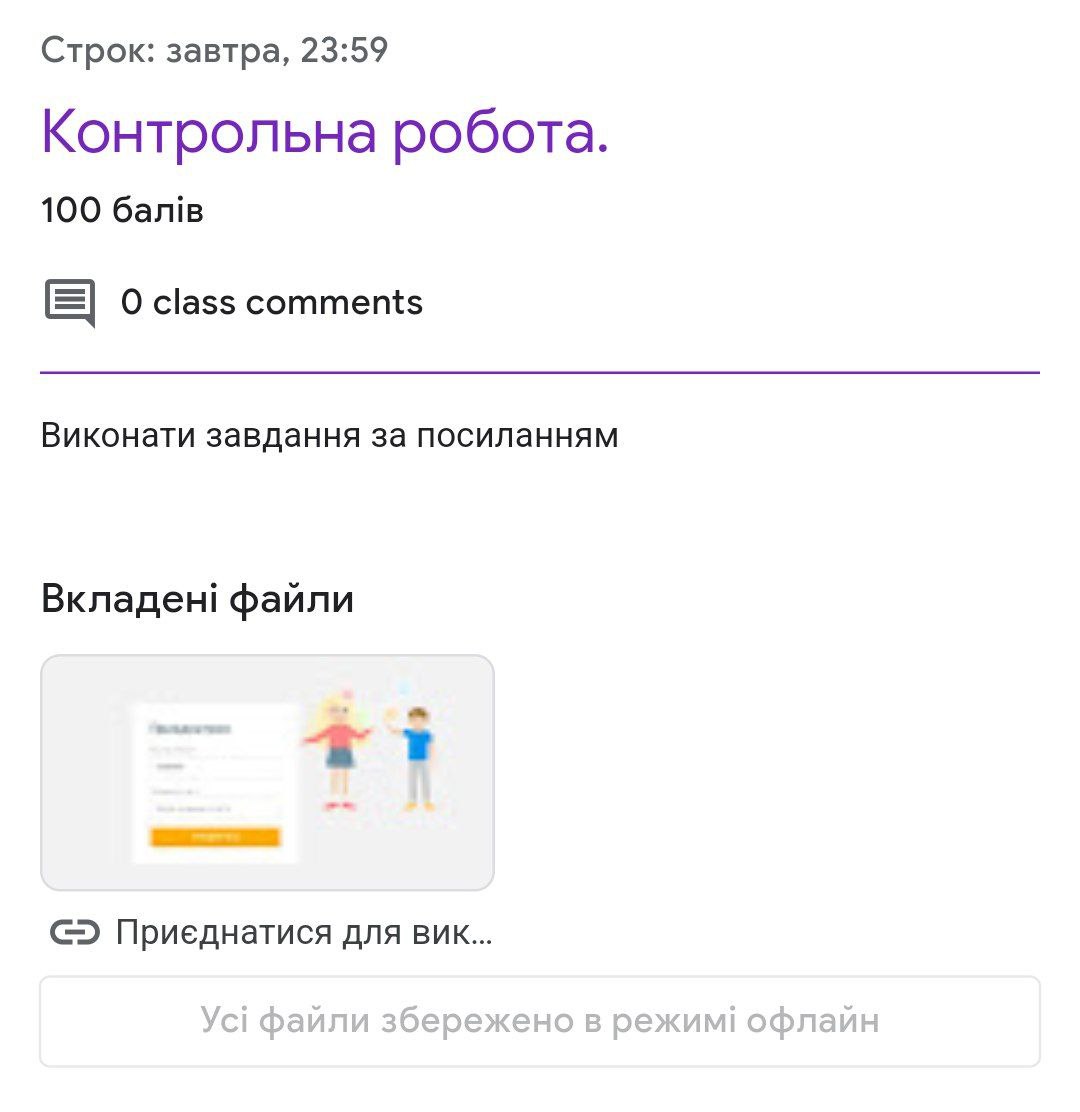 Строк: завтра, 23:59
Контрольна робота.
100 балів
0 class comments
Виконати завдання за посиланням
Вкладені файли
Приєднатися для вик...
Усі файли збережено в режимі офлайн